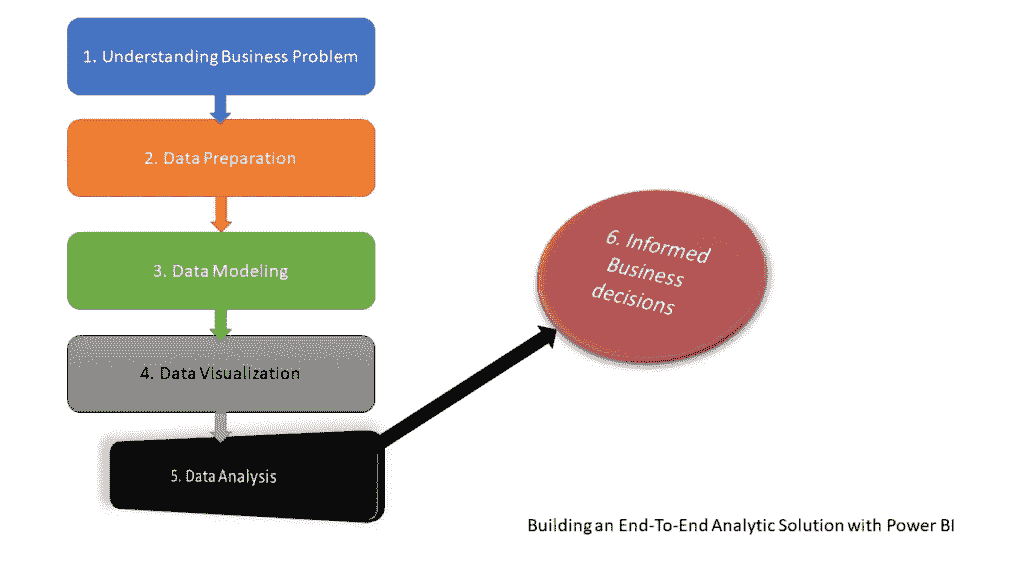 1. Understanding Business Problem
2. Data Preparation
3. Data Modeling
4. Data Visualization
5. Data Analysis
6. Informed
Business
decisions
Building an End-To-End Analytic Solution with Power BI